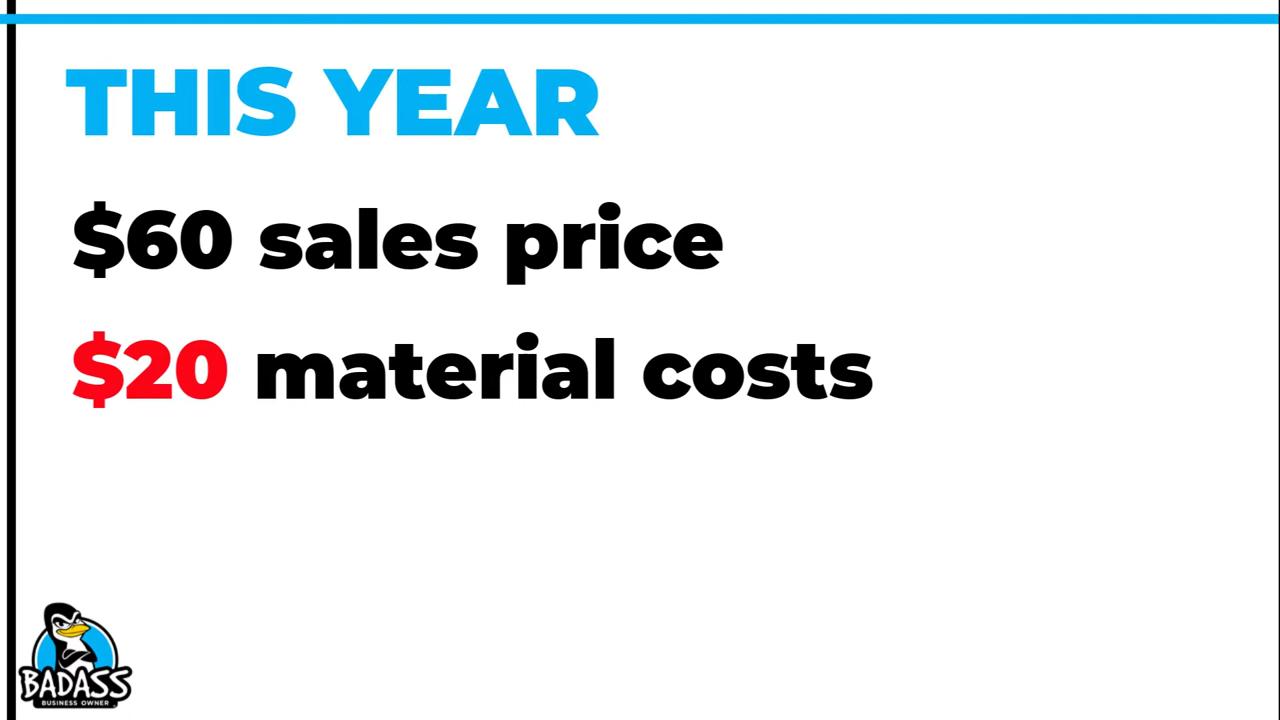 THIS YEAR
$60 sales price
$20 material costs
BADASS
BUSINESS OWNER